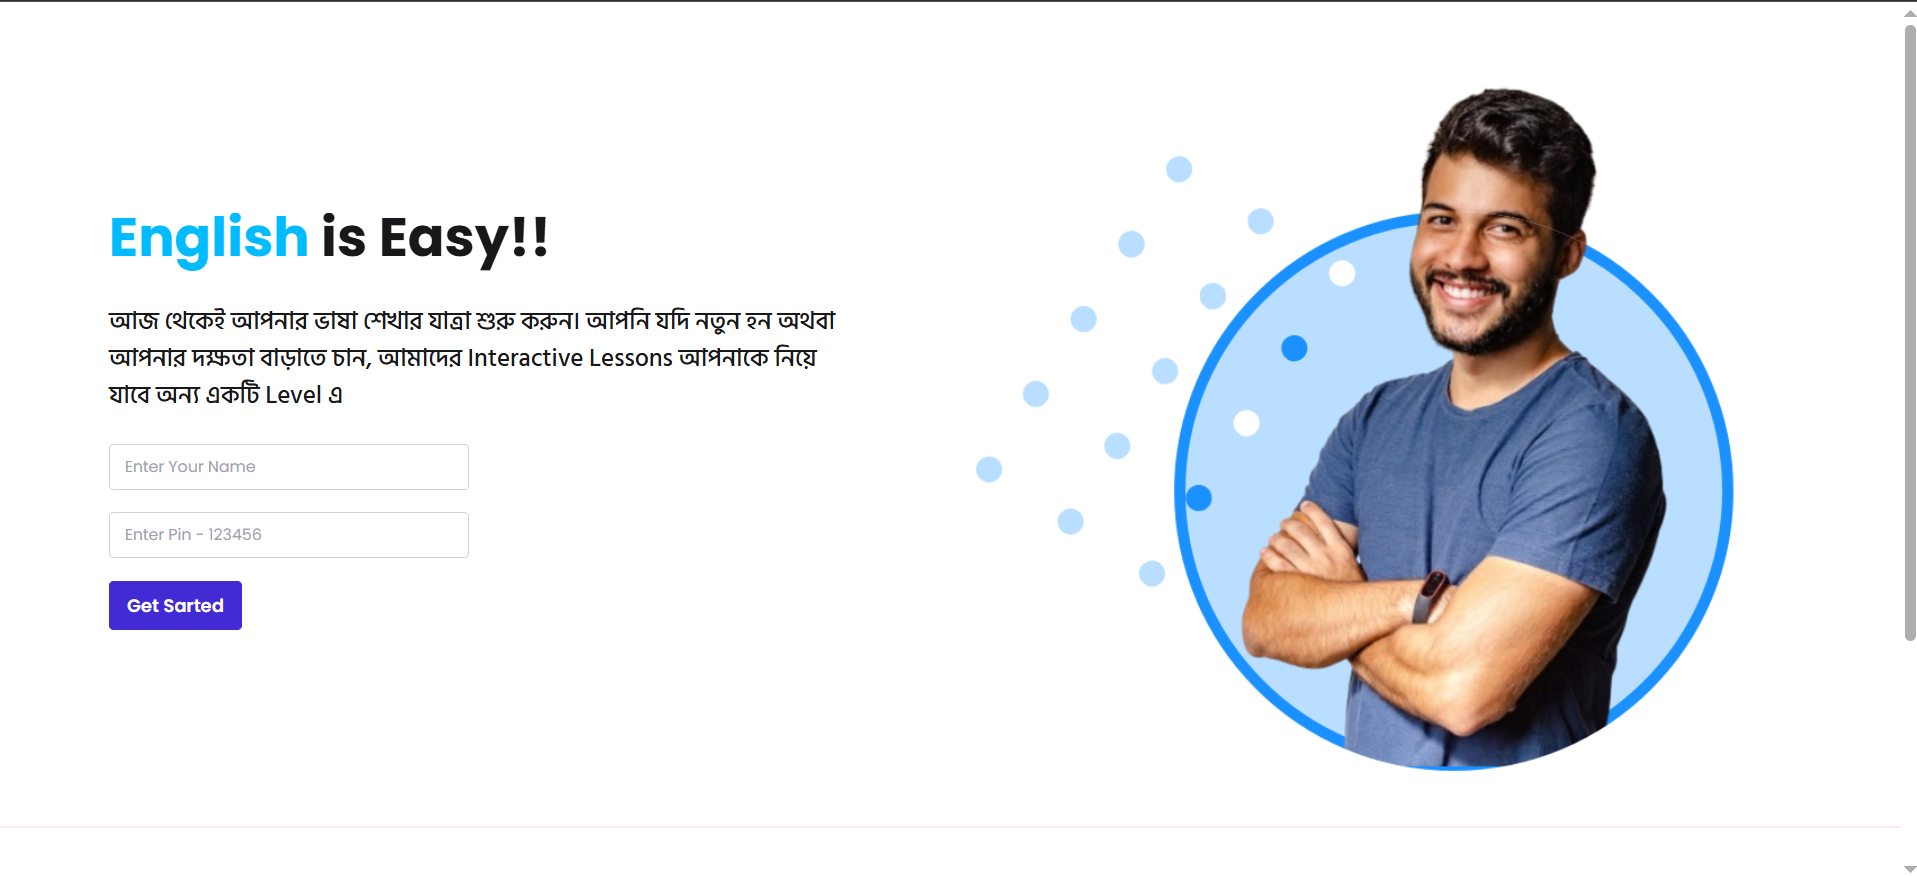 English is Easy!!
আজ থেকেই আপনার ভাষা শেখার যাত্রা শুরু করুন। আপনি যদি নতুন হন অথবা
আপনার দক্ষতা বাড়াতে চান, আমাদের Interactive Lessons আপনাকে নিয়ে
যাবে অন্য একটি Level এ
Enter Your Name
Enter Pin - 123456
Get Sarted